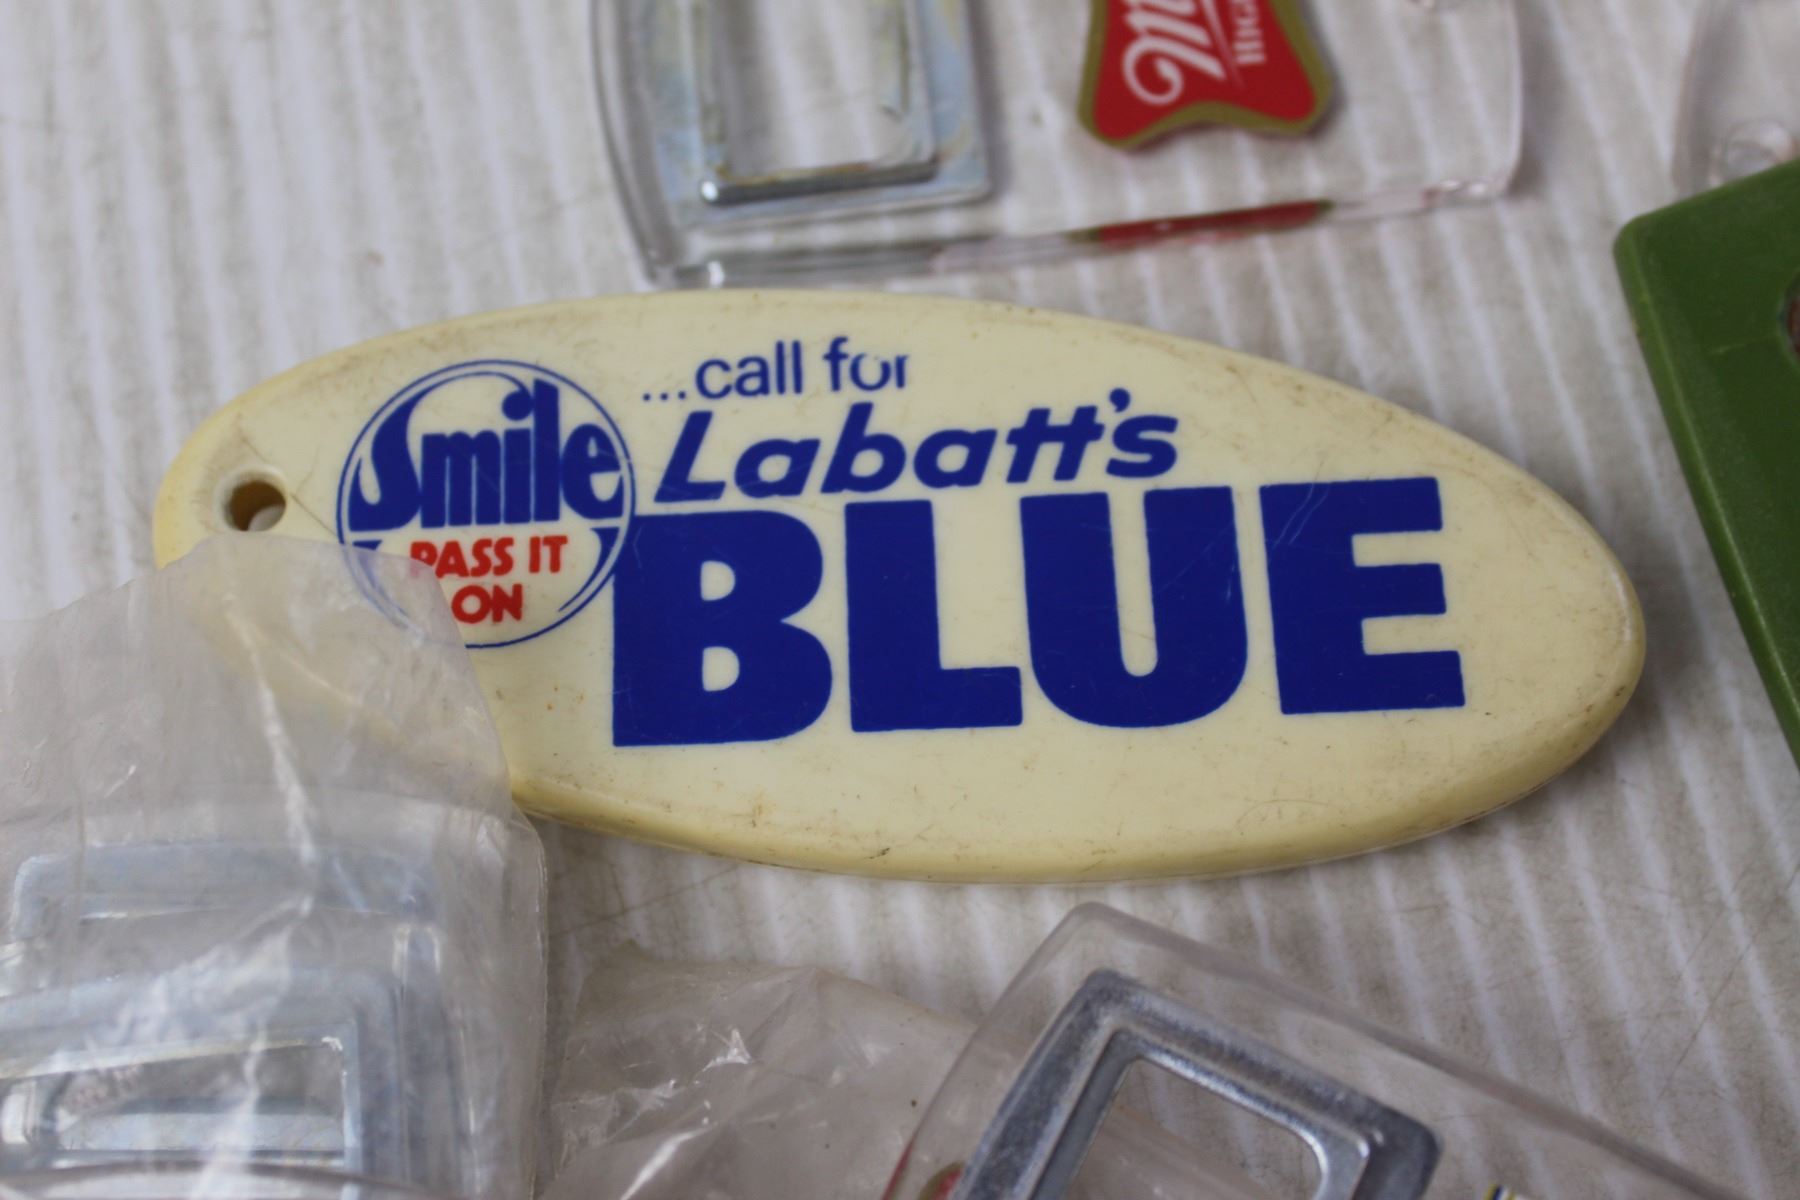 Smile
PASS IT
ON
...call for
Labatt's
BLUE